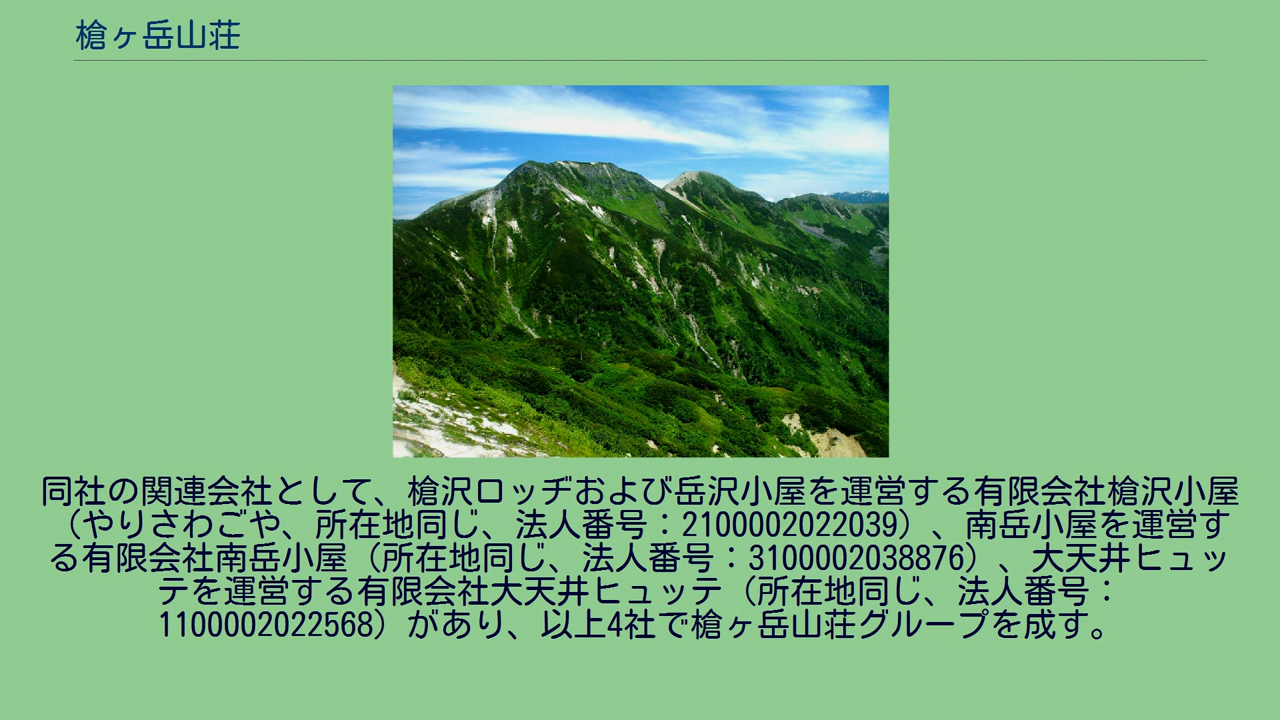 槍ヶ岳山荘
同社の関連会社として、槍沢ロッヂおよび岳沢小屋を運営する有限会社槍沢小屋
（やりさわごや、所在地同じ、法人番号：2100002022039）、南岳小屋を運営す
る有限会社南岳小屋（所在地同じ、法人番号：3100002038876）、大天井ヒュッ
テを運営する有限会社大天井ヒュッテ（所在地同じ、法人番号：
1100002022568）があり、以上4社で槍ヶ岳山荘グループを成す。